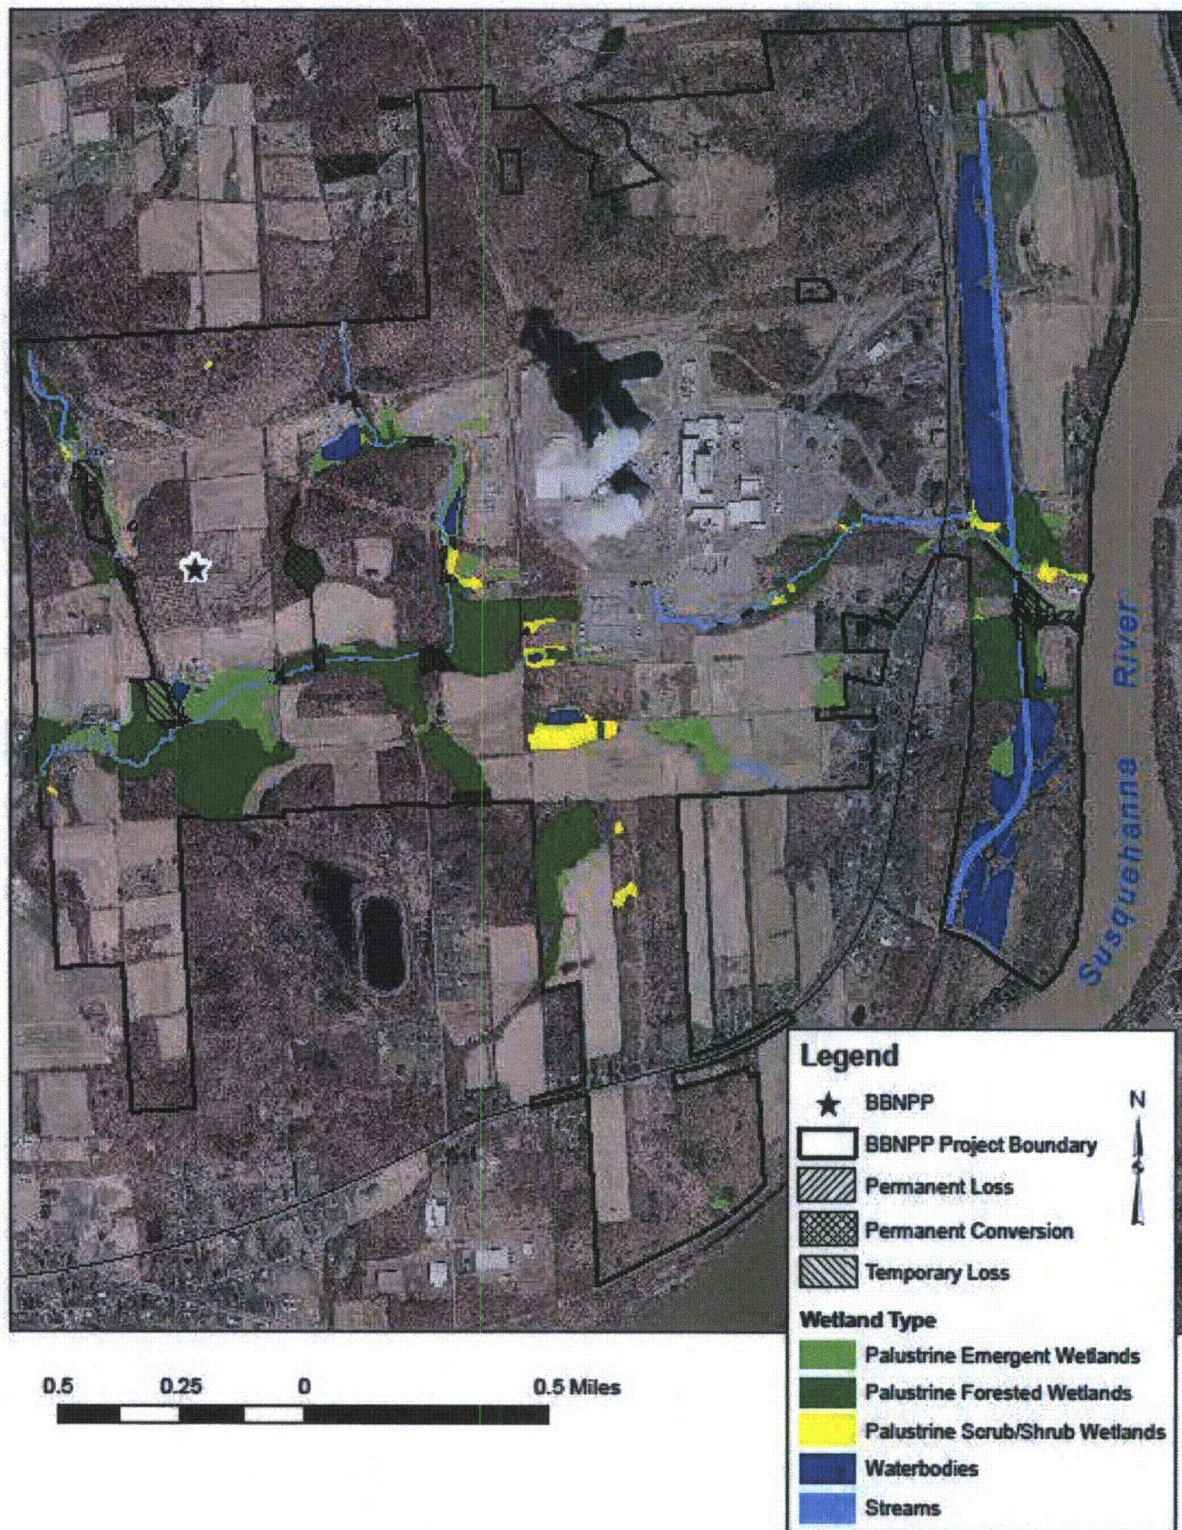 Susquehanna River
Legend
BBNPP
N
BBNPP Project Boundary
Permanent Loss
Permanent Conversion
Temporary Loss
Wetland Type
Palustrine Emergent Wetlands
Palustrine Forested Wetlands
Palustrine Scrub/Shrub Wetlands
Waterbodies
Streams
0.5 0.25 0 0.5 Miles